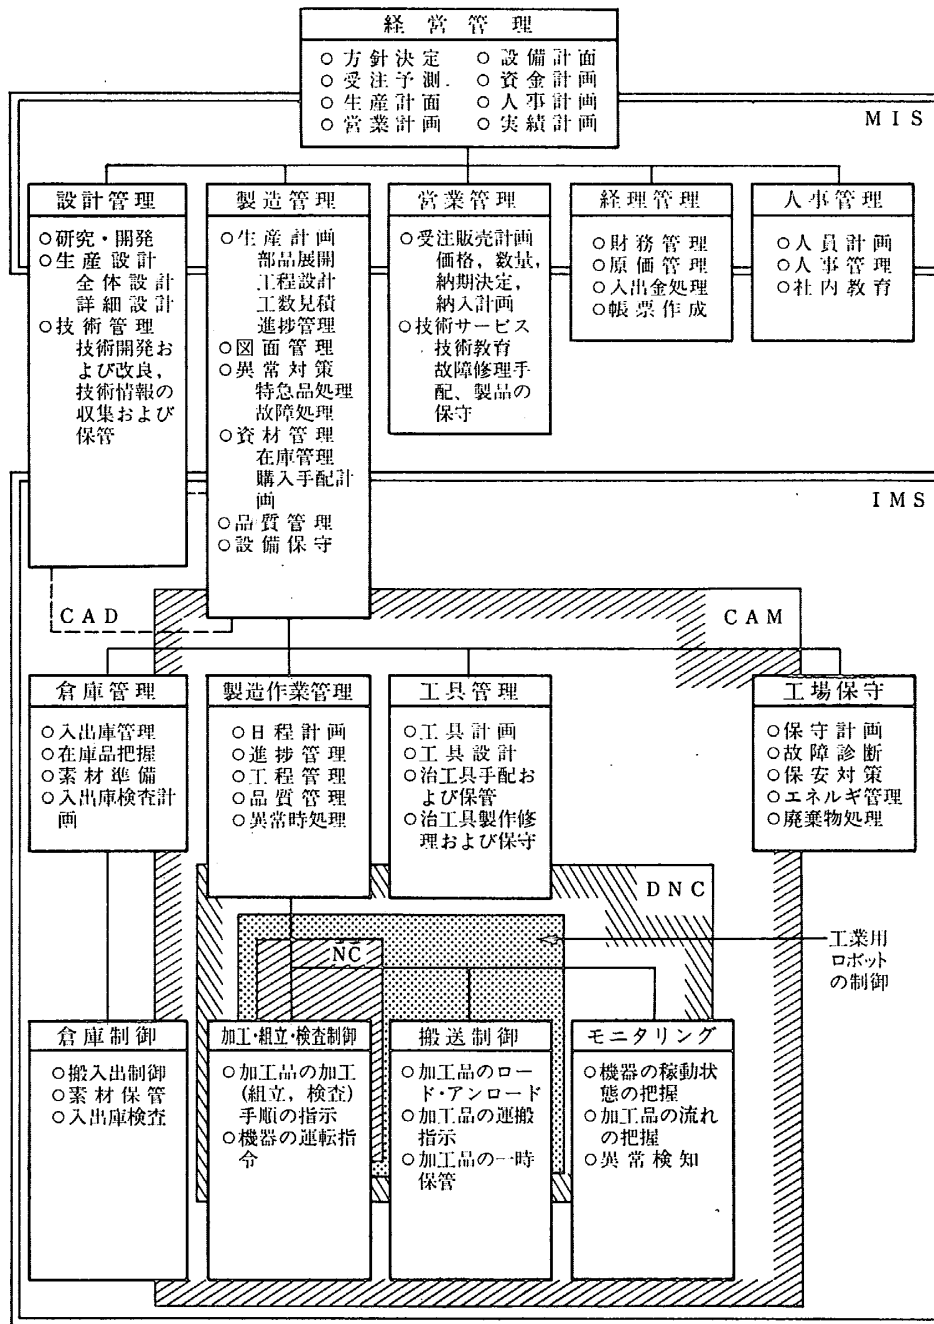 経営管理
○方針決定
○受注予測
○生産計画
○営業計画
○設備計画
○資金計画
○人事計画
○実績計画
MIS
設計管理
○研究・開発
○生産設計
全体設計
詳細設計
○技術管理
技術開発お
よび改良,
技術情報の
収集および
保管
製造管理
○生産計画
部品展開
工程設計
工数見積
進捗管理
○図面管理
○異常対策
特急品処理
故障処理
○資材管理
在庫管理
購入手配計
画
○品質管理
○設備保守
営業管理
○受注販売計画
価格,数量,
納期決定,
納入計画
○技術サービス
技術教育
故障修理手
配、製品の
保守
経理管理
○財務管理
○原価管理
○入出金処理
○帳票作成
人事管理
○人員計画
○人事管理
○社内教育
IMS
CAD
CAM
倉庫管理
○入出庫管理
○在庫品把握
○素材準備
○入出庫検査計
画
製造作業管理
○日程計画
○進捗管理
○工程管理
○品質管理
○異常時処理
工具管理
○工具計画
○工具設計
○治工具手配お
よび保管
○治工具製作修
理および保守
工場保守
○保守計画
○故障診断
○保安対策
○エネルギ管理
○廃棄物処理
DNC
NC
工業用
ロボット
の制御
倉庫制御
○搬入出制御
○素材保管
○入出庫検査
加工・組立・検査制御
○加工品の加工
(組立,検査)
手順の指示
○機器の運転指
令
搬送制御
○加工品のロー
ド・アンロード
○加工品の運搬
指示
○加工品の一時
保管
モニタリング
○機器の稼動状
態の把握
○加工品の流れ
の把握
○異常検知